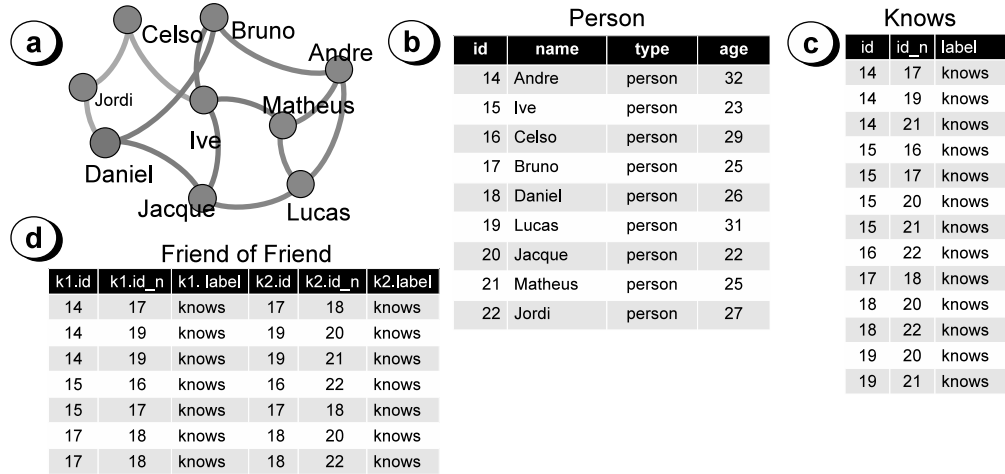 a
Celso
Bruno
Andre
Jordi
Matheus
Ive
Daniel
Jacque
Lucas
b
Person
id name type age
14 Andre person 32
15 Ive person 23
16 Celso person 29
17 Bruno person 25
18 Daniel person 26
19 Lucas person 31
20 Jacque person 22
21 Matheus person 25
22 Jordi person 27
c
Knows
id id_n label
14 17 knows
14 19 knows
14 21 knows
15 16 knows
15 17 knows
15 20 knows
15 21 knows
16 22 knows
17 18 knows
18 20 knows
18 22 knows
19 20 knows
19 21 knows
d
Friend of Friend
k1.id k1.id_n k1. label k2.id k2.id_n k2.label
14 17 knows 17 18 knows
14 19 knows 19 20 knows
14 19 knows 19 21 knows
15 16 knows 16 22 knows
15 17 knows 17 18 knows
17 18 knows 18 20 knows
17 18 knows 18 22 knows